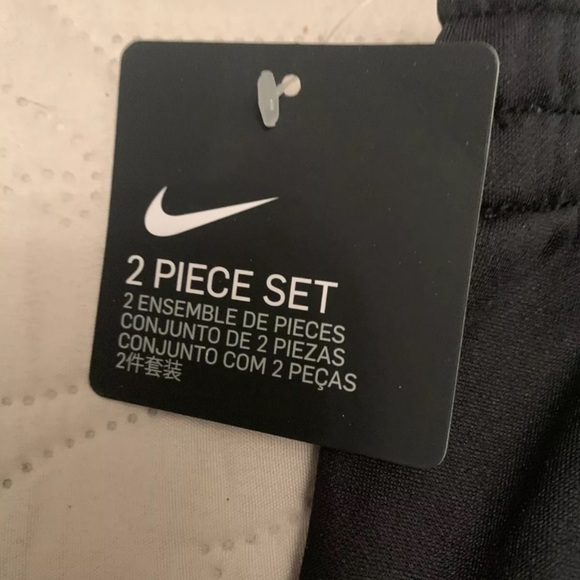 2 PIECE SET
2 ENSEMBLE DE PIECES
CONJUNTO DE 2 PIEZAS
CONJUNTO COM 2 PEÇAS
2件套装